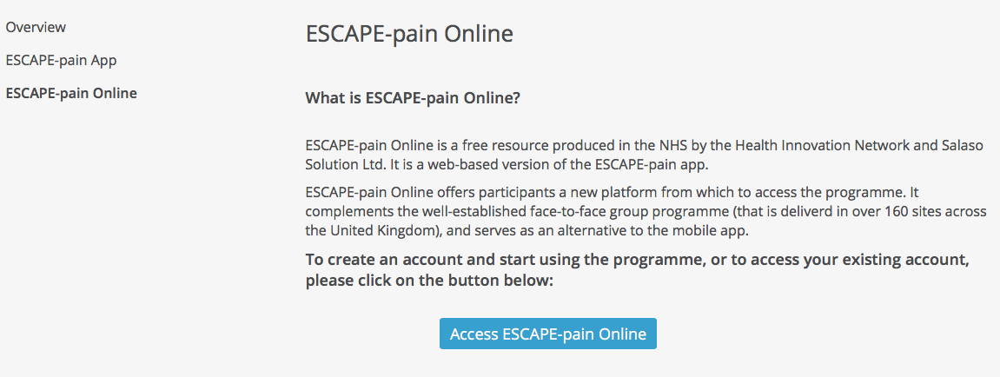 Overview
ESCAPE-pain App
ESCAPE-pain Online
ESCAPE-pain Online
What is ESCAPE-pain Online?
ESCAPE-pain Online is a free resource produced in the NHS by the Health Innovation Network and Salaso
Solution Ltd. It is a web-based version of the ESCAPE-pain app.
ESCAPE-pain Online offers participants a new platform from which to access the programme. It
complements the well-established face-to-face group programme (that is deliverd in over 160 sites across
the United Kingdom), and serves as an alternative to the mobile app.
To create an account and start using the programme, or to access your existing account,
please click on the button below:
Access ESCAPE-pain Online